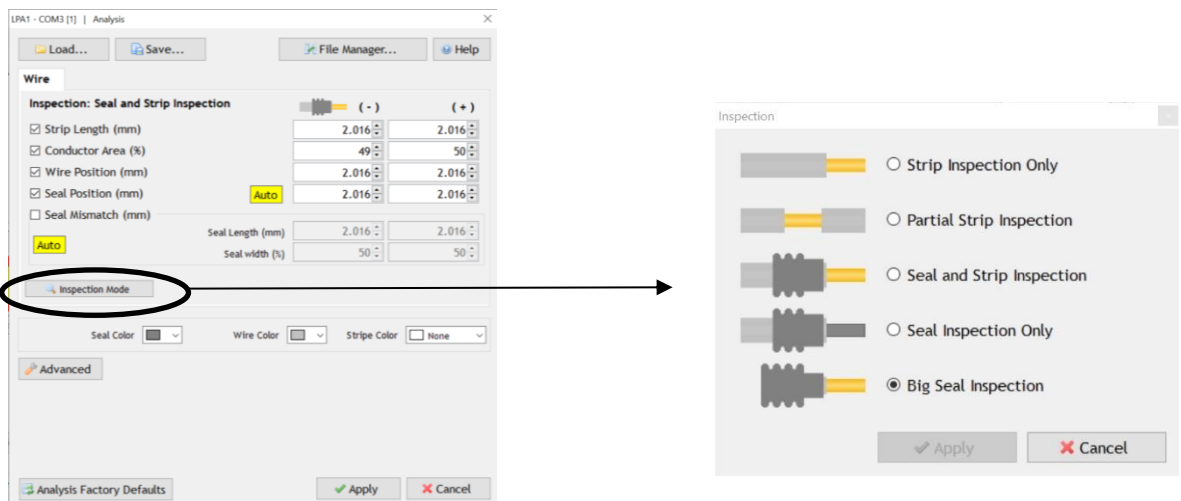 LPA1 - COM3 [1] | Analysis
Load... Save... File Manager... Help
Wire
Inspection: Seal and Strip Inspection (-) (+)
Strip Length (mm) 2.016 2.016
Conductor Area (%) 49 50
Wire Position (mm) 2.016 2.016
Seal Position (mm) Auto 2.016 2.016
Seal Mismatch (mm)
Seal Length (mm) 2.016 2.016
Auto
Seal width (%) 50 50
Inspection Mode
Seal Color Wire Color Stripe Color None
Advanced
Analysis Factory Defaults Apply Cancel
Inspection
Strip Inspection Only
Partial Strip Inspection
Seal and Strip Inspection
Seal Inspection Only
Big Seal Inspection
Apply Cancel